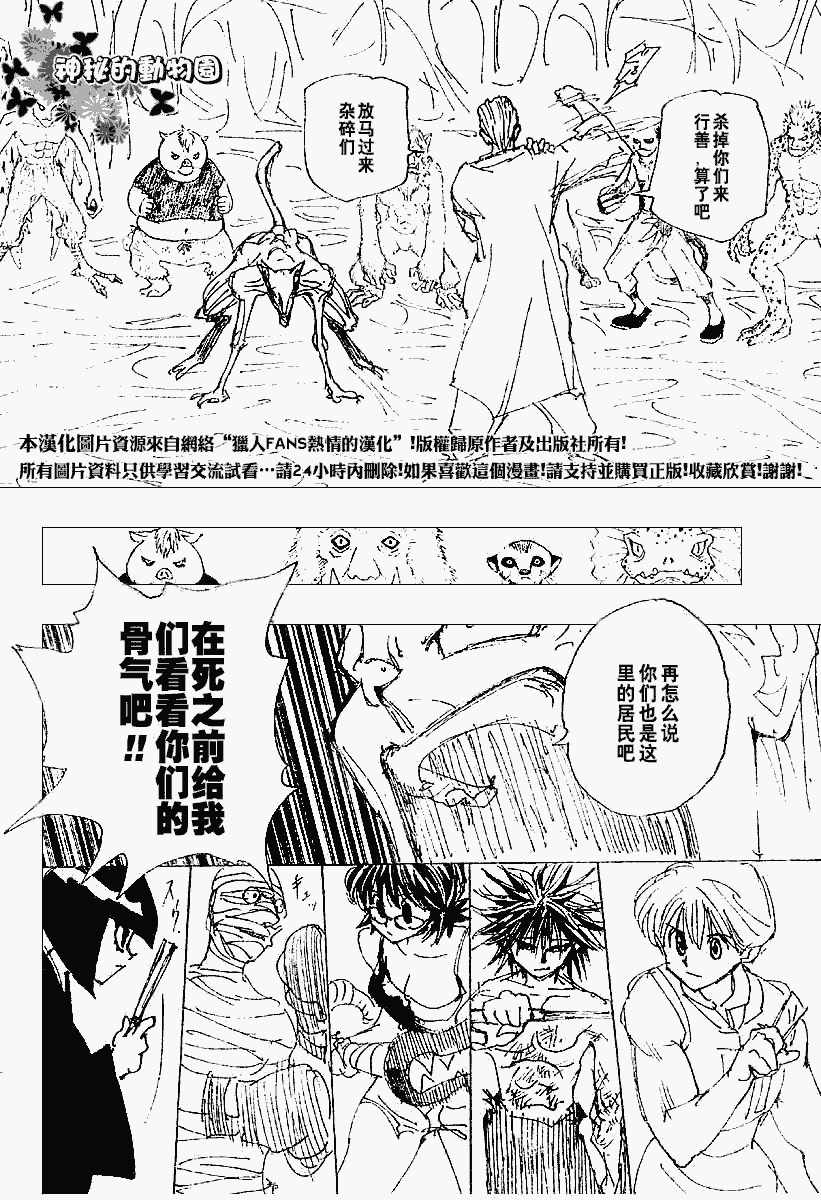 神秘的動物園
杀掉你们来
行善，算了吧
放马过来
杂碎们
本漢化圖片資源來自網絡“獵人FANS熱情的漢化”!版權歸原作者及出版社所有!
所有圖片資料只供學習交流試看…請24小時內刪除!如果喜歡這個漫畫!請支持並購買正版!收藏欣賞!謝謝!
再怎么说
你们也是这
里的居民吧
在死之前给我
们看看你们的
骨气吧!!
スウ
ギュッ